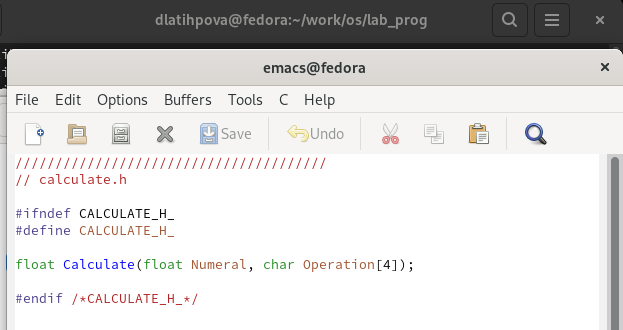 dlatihpova@fedora:~/work/os/lab_prog
emacs@fedora
File Edit Options Buffers Tools C Help
Save Undo
///////////////////////////////////////
// calculate.h
#ifndef CALCULATE_H_
#define CALCULATE_H_
float Calculate(float Numeral, char Operation[4]);
#endif /*CALCULATE_H_*/